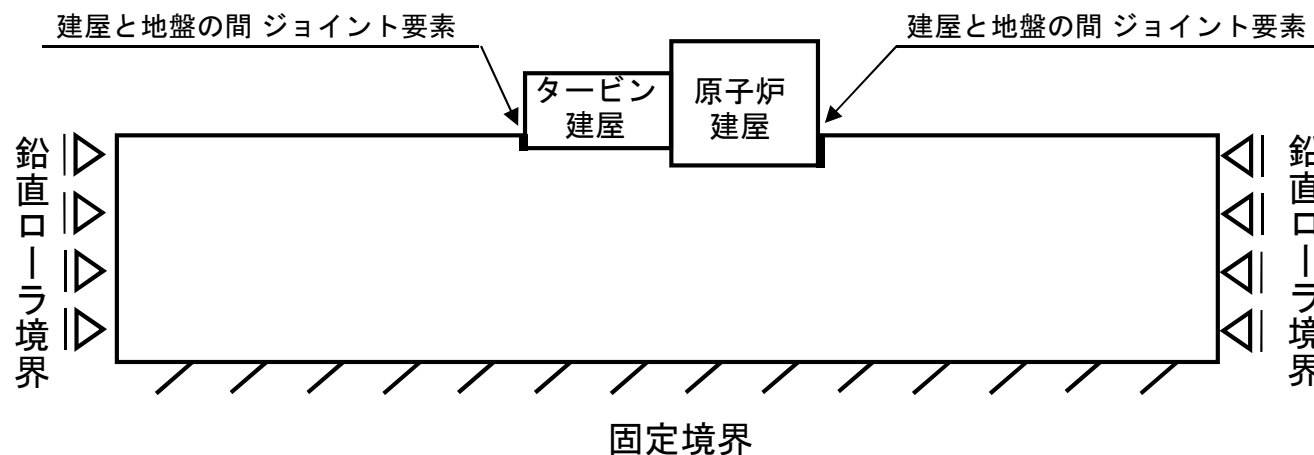 建屋と地盤の間 ジョイント要素
建屋と地盤の間 ジョイント要素
タービン
建屋
原子炉
建屋
鉛直ローラ境界
鉛直ローラ境界
固定境界